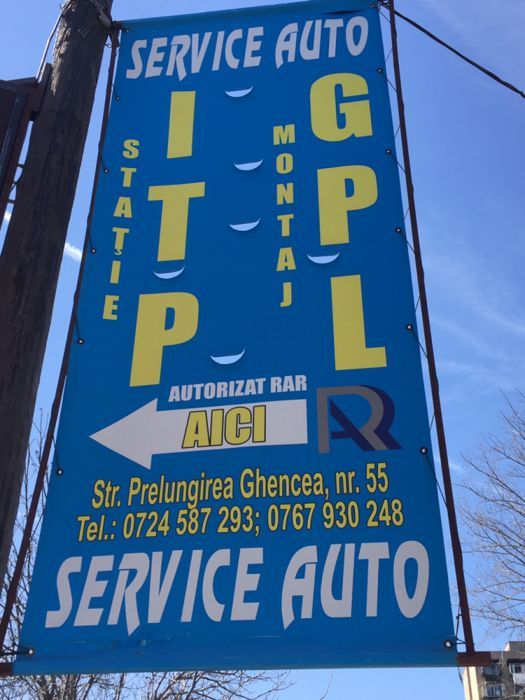 SERVICE AUTO
STAȚIE
ITP
MONTAJ
GPL
AUTORIZAT RAR
AICI
RAR
Str. Prelungirea Ghencea, nr. 55
Tel.: 0724 587 293; 0767 930 248
SERVICE AUTO